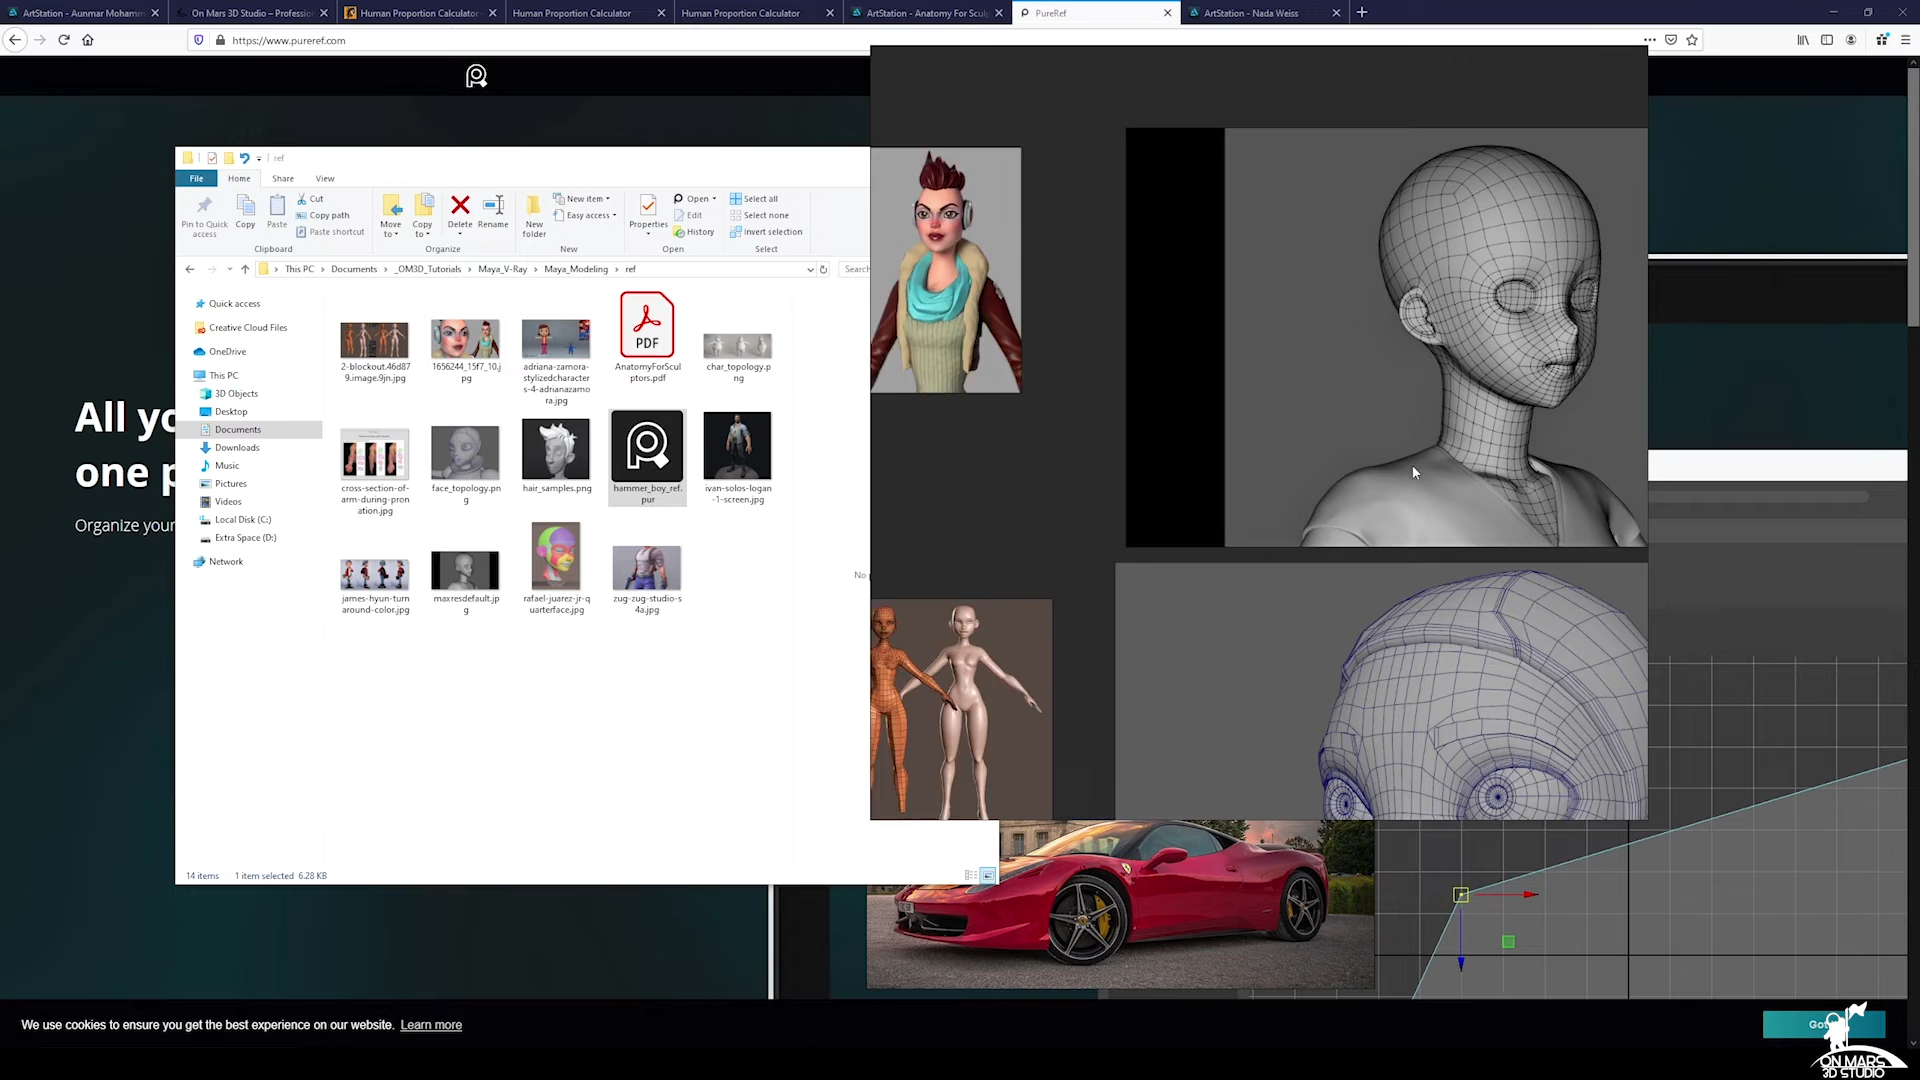 ArtStation - Aunmar Mohamm
On Mars 3D Studio – Professio
Human Proportion Calculator
Human Proportion Calculator
Human Proportion Calculator
ArtStation - Anatomy For Scul
PureRef
ArtStation - Nada Weiss
https://www.pureref.com
ref
File
Home
Share
View
Pin to Quick
access
Copy
Paste
Cut
Copy path
Paste shortcut
Move
to
Copy
to
Delete
Rename
New
folder
New item
Easy access
Properties
Open
Edit
History
Select all
Select none
Invert selection
Clipboard
Organize
New
Open
Select
This PC
Documents
_OM3D_Tutorials
Maya_V-Ray
Maya_Modeling
ref
Search
Quick access
Creative Cloud Files
OneDrive
This PC
3D Objects
Desktop
Documents
Downloads
Music
Pictures
Videos
Local Disk (C:)
Extra Space (D:)
Network
2-blockout.46d87
9.image.9jn.jpg
1656244_15f7_10.j
pg
adriana-zamora-
stylizedcharacter
s-4-adrianazamo
ra.jpg
PDF
AnatomyForScul
ptors.pdf
char_topology.p
ng
cross-section-of-
arm-during-pron
ation.jpg
face_topology.pn
g
hair_samples.png
hammer_boy_ref.
pur
ivan-solos-logan
-1-screen.jpg
james-hyun-turn
around-color.jpg
maxresdefault.jp
g
rafael-juarez-jr-q
uarterface.jpg
zug-zug-studio-s
4a.jpg
No
14 items
1 item selected
6.28 KB
All yo
one p
Organize your
We use cookies to ensure you get the best experience on our website.
Learn more
Got
ON MARS
3D STUDIO